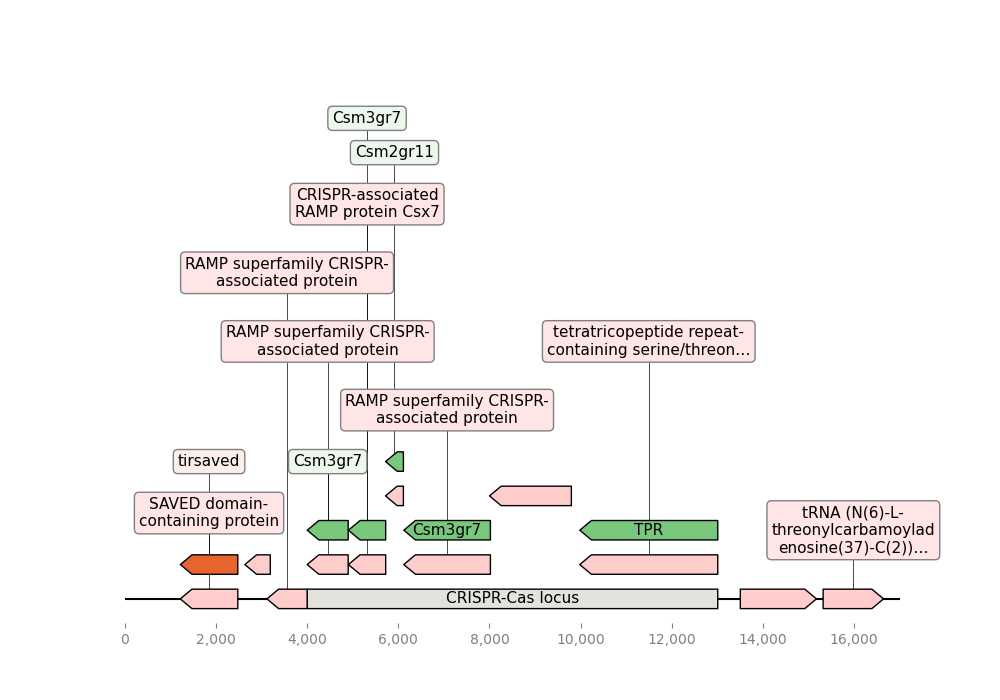 Csm3gr7
Csm2gr11
CRISPR-associated
RAMP protein Csx7
RAMP superfamily CRISPR-
associated protein
RAMP superfamily CRISPR-
associated protein
tetratricopeptide repeat-
containing serine/threon...
RAMP superfamily CRISPR-
associated protein
tirsaved
Csm3gr7
SAVED domain-
containing protein
tRNA (N(6)-L-
threonylcarbamoylad
enosine(37)-C(2))...
Csm3gr7
TPR
CRISPR-Cas locus
0
2,000
4,000
6,000
8,000
10,000
12,000
14,000
16,000